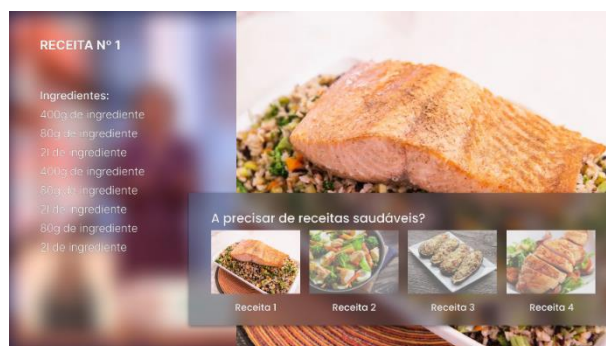 RECEITA Nº 1
Ingredientes:
400g de ingrediente
80g de ingrediente
2l de ingrediente
400g de ingrediente
80g de ingrediente
2l de ingrediente
80g de ingrediente
2l de ingrediente
A precisar de receitas saudáveis?
Receita 1
Receita 2
Receita 3
Receita 4